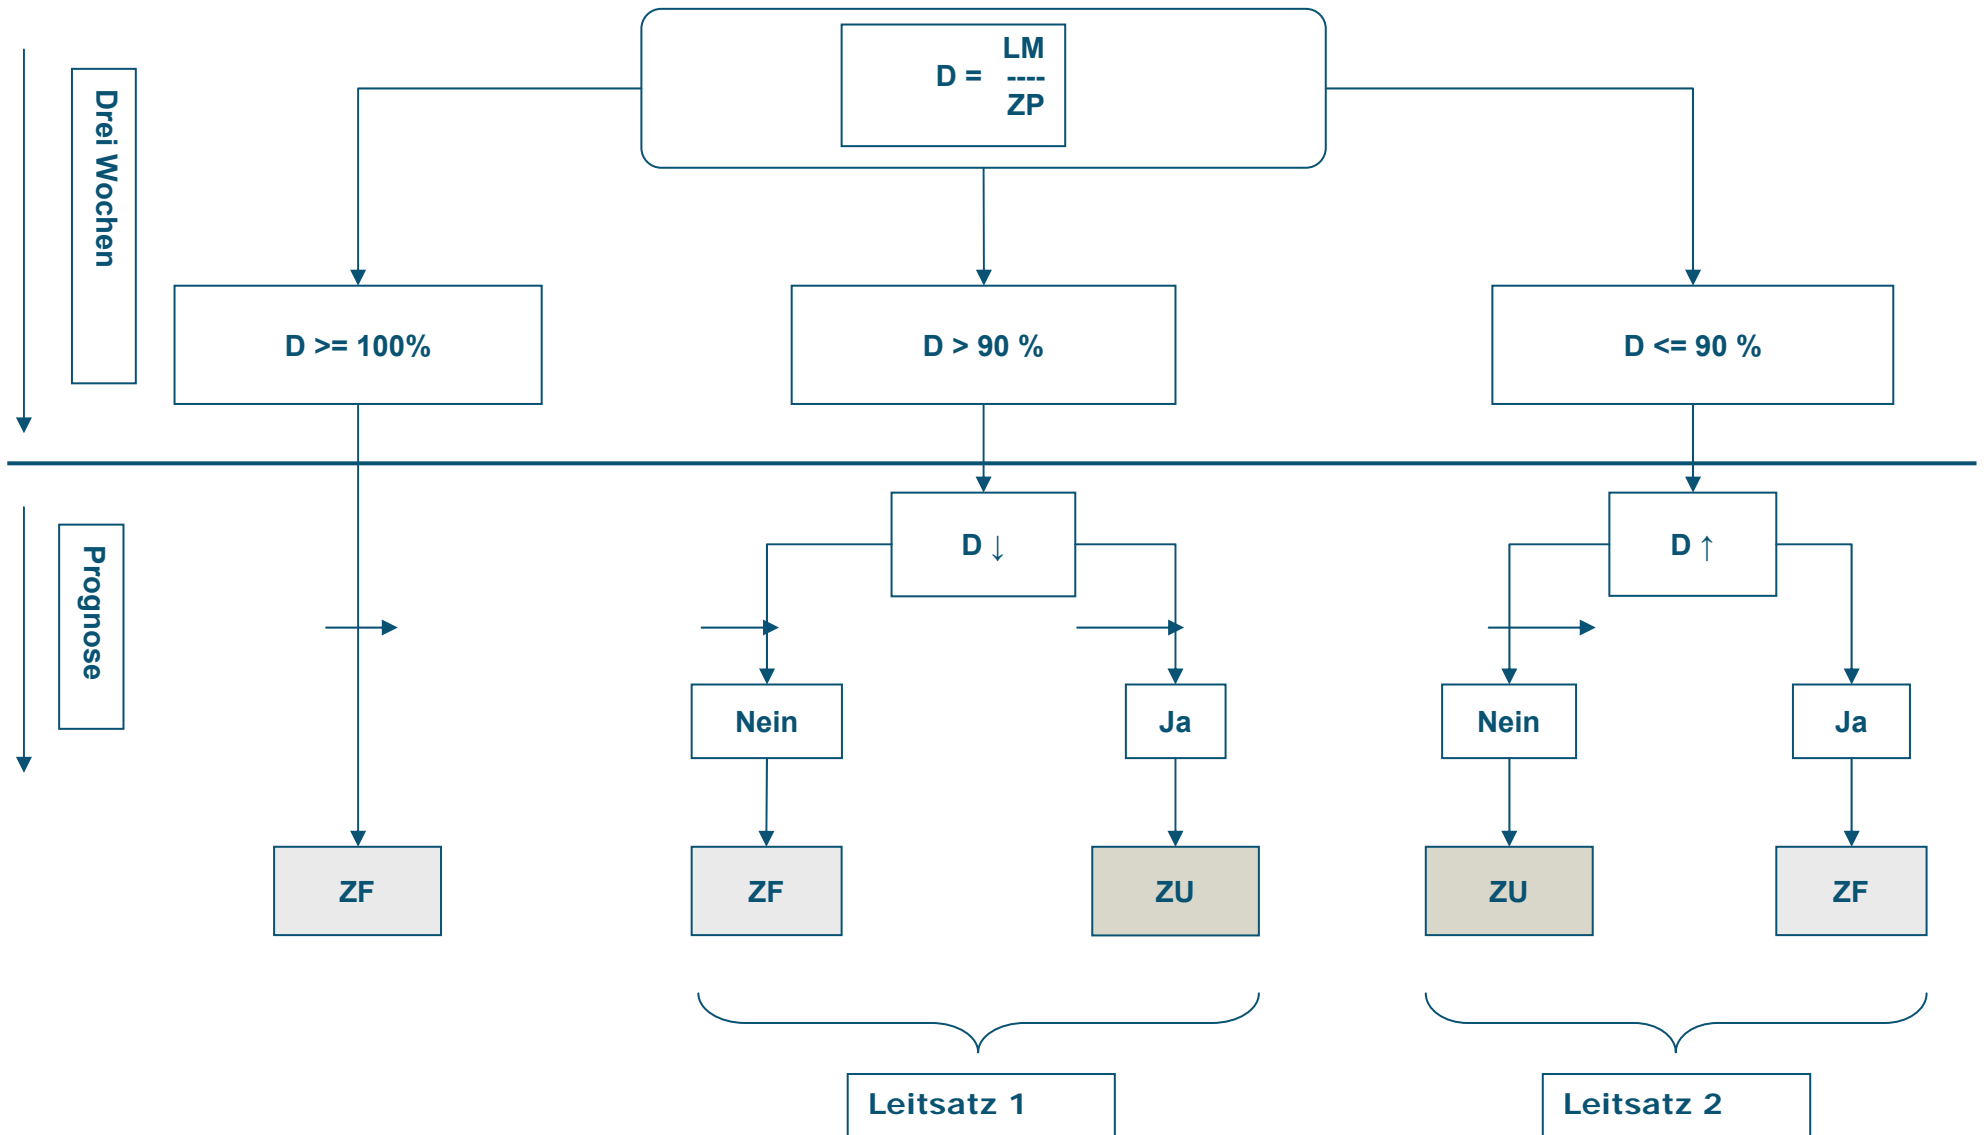 LM
D = ----
ZP
Drei Wochen
D >= 100%
D > 90 %
D <= 90 %
Prognose
D ↓
D ↑
Nein
Ja
Nein
Ja
ZF
ZF
ZU
ZU
ZF
Leitsatz 1
Leitsatz 2